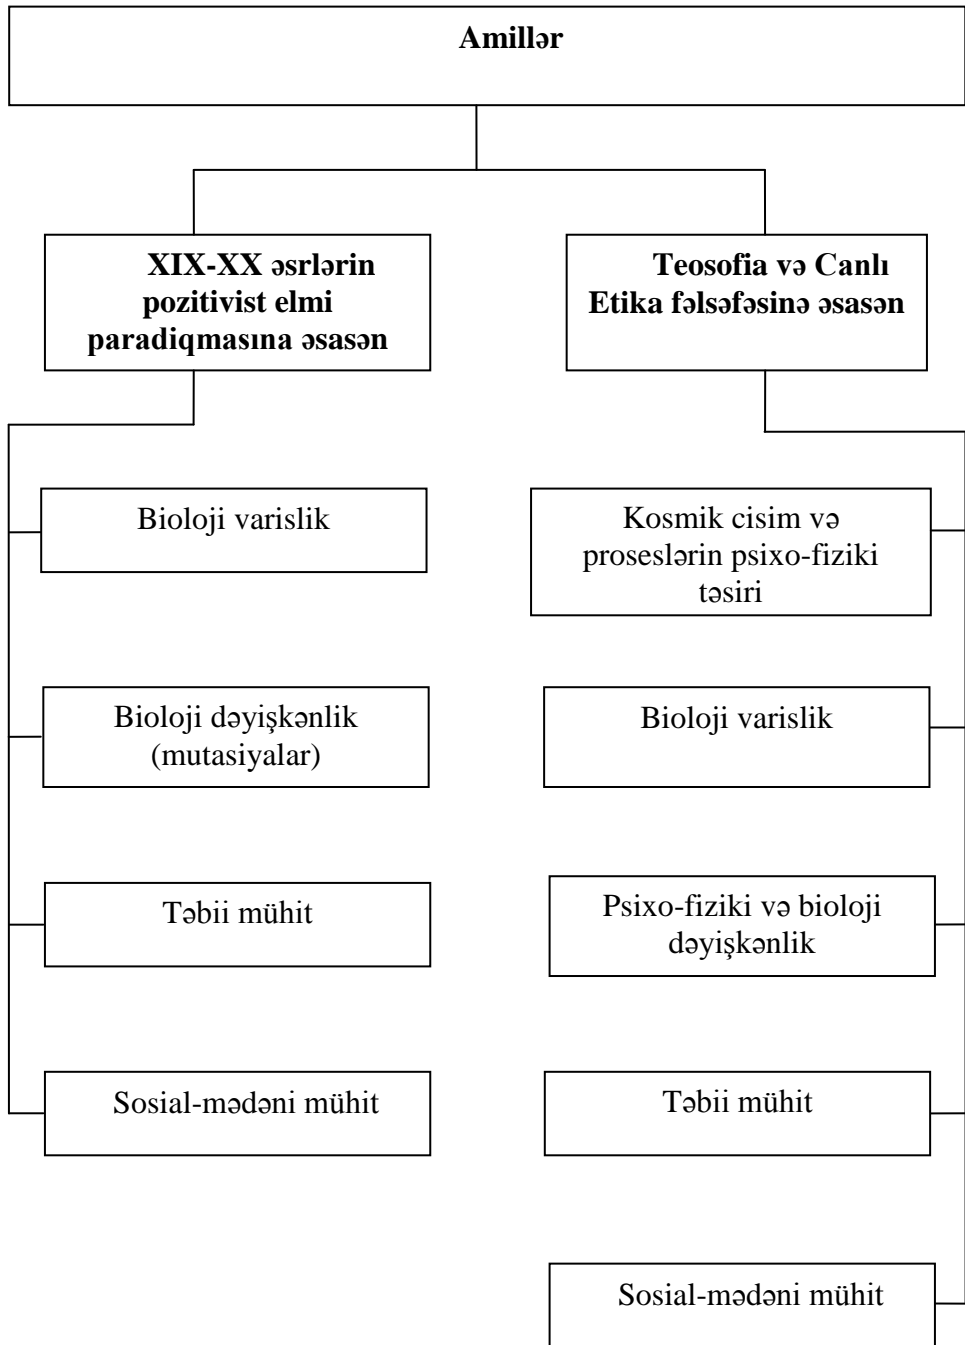 Amillər
XIX-XX əsrlərin
pozitivist elmi
paradiqmasına əsasən
Teosofia və Canlı
Etika fəlsəfəsinə əsasən
Bioloji varislik
Kosmik cisim və
proseslərin psixo-fiziki
təsiri
Bioloji dəyişkənlik
(mutasiyalar)
Bioloji varislik
Təbii mühit
Psixo-fiziki və bioloji
dəyişkənlik
Sosial-mədəni mühit
Təbii mühit
Sosial-mədəni mühit